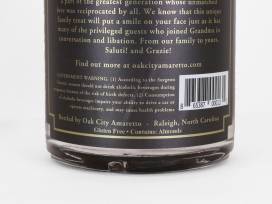 a part of the greatest generation whose unmatched
was reciprocated by all. We know that this unique
family treat will put a smile on your face just as it has
many of the privileged guests who joined Grandma in
conversation and libation. From our family to yours,
Saluti! and Grazie!
Find out more at oakcityamaretto.com
GOVERNMENT WARNING: (1) According to the Surgeon
women should not drink alcoholic beverages during
because of the risk of birth defects. (2) Consumption
of alcoholic beverages impairs your ability to drive a car or
machinery, and may cause health problems
Bottled by Oak City Amaretto • Raleigh, North Carolina
Gluten Free • Contains: Almonds